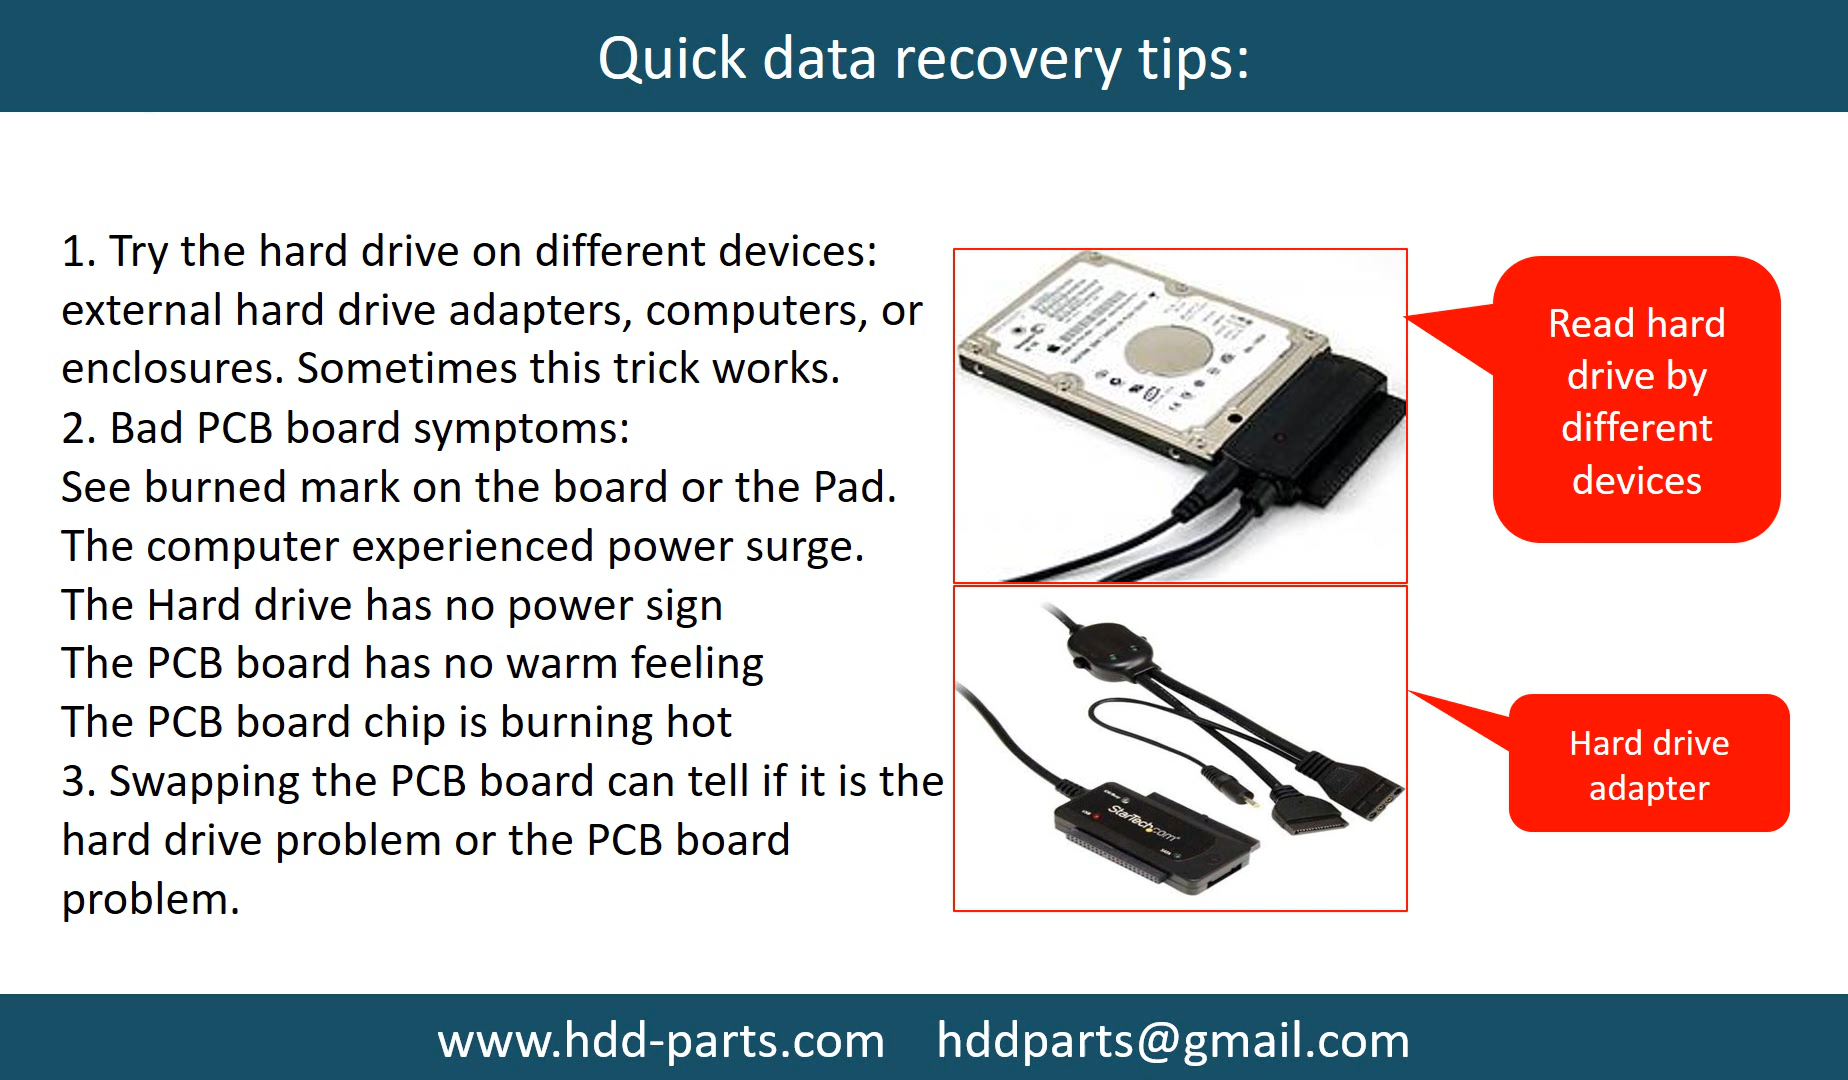 Quick data recovery tips:
1. Try the hard drive on different devices:
external hard drive adapters, computers, or
enclosures. Sometimes this trick works.
2. Bad PCB board symptoms:
See burned mark on the board or the Pad.
The computer experienced power surge.
The Hard drive has no power sign
The PCB board has no warm feeling
The PCB board chip is burning hot
3. Swapping the PCB board can tell if it is the
hard drive problem or the PCB board
problem.
Read hard
drive by
different
devices
StarTech.com
Hard drive
adapter
www.hdd-parts.com hddparts@gmail.com